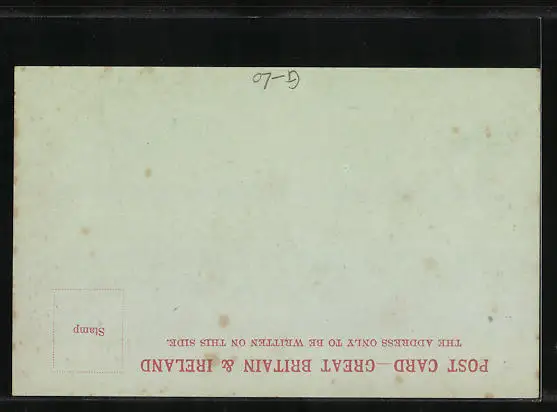 POST CARD—GREAT BRITAIN & IRELAND
THE ADDRESS ONLY TO BE WRITTEN ON THIS SIDE.
Stamp